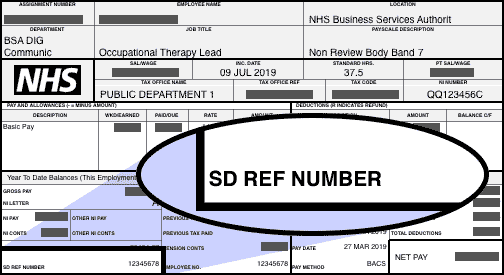 ASSIGNMENT NUMBER EMPLOYEE NAME LOCATION
NHS Business Services Authorit
DEPARTMENT JOB TITLE PAYSCALE DESCRIPTION
BSA DIG
Communic Occupational Therapy Lead Non Review Body Band 7
SAL/WAGE INC. DATE STANDARD HRS. PT SAL/WAGE
09 JUL 2019 37.5
NHS
TAX OFFICE NAME TAX OFFICE REF TAX CODE NI NUMBER
PUBLIC DEPARTMENT 1 QQ123456C
PAY AND ALLOWANCES (- = MINUS AMOUNT) DEDUCTIONS (R INDICATES REFUND)
DESCRIPTION WKD/EARNED PAID/DUE RATE AMOUNT AMOUNT BALANCE C/F
Basic Pay
SD REF NUMBER
Year To Date Balances (This Employment
GROSS PAY
NI LETTER
NI PAY OTHER NI PAY PREVIOUS
NI CONTS OTHER NI CONTS PREVIOUS TAX PAID TOTAL DEDUCTIONS
PENSION CONTS PAY DATE 27 MAR 2019 NET PAY
SD REF NUMBER 12345678 EMPLOYEE NO. 12345678 PAY METHOD BACS